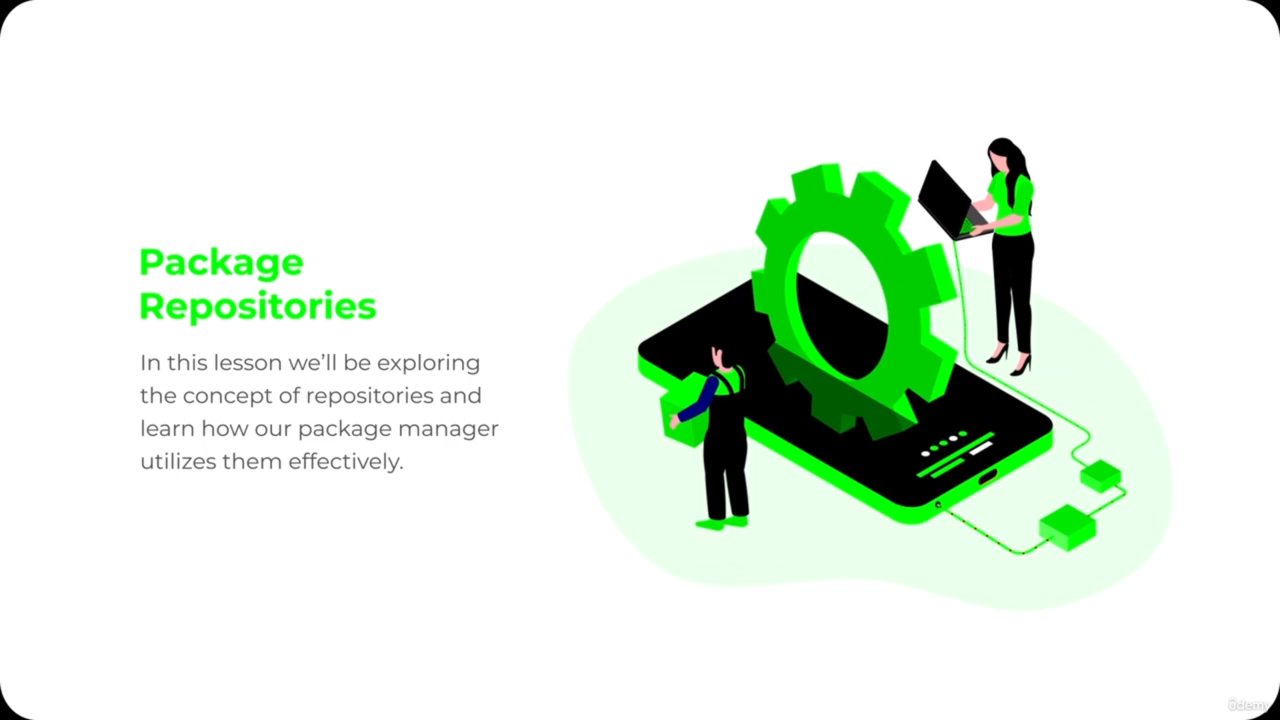 Package
Repositories
In this lesson we’ll be exploring
the concept of repositories and
learn how our package manager
utilizes them effectively.
ûdemy